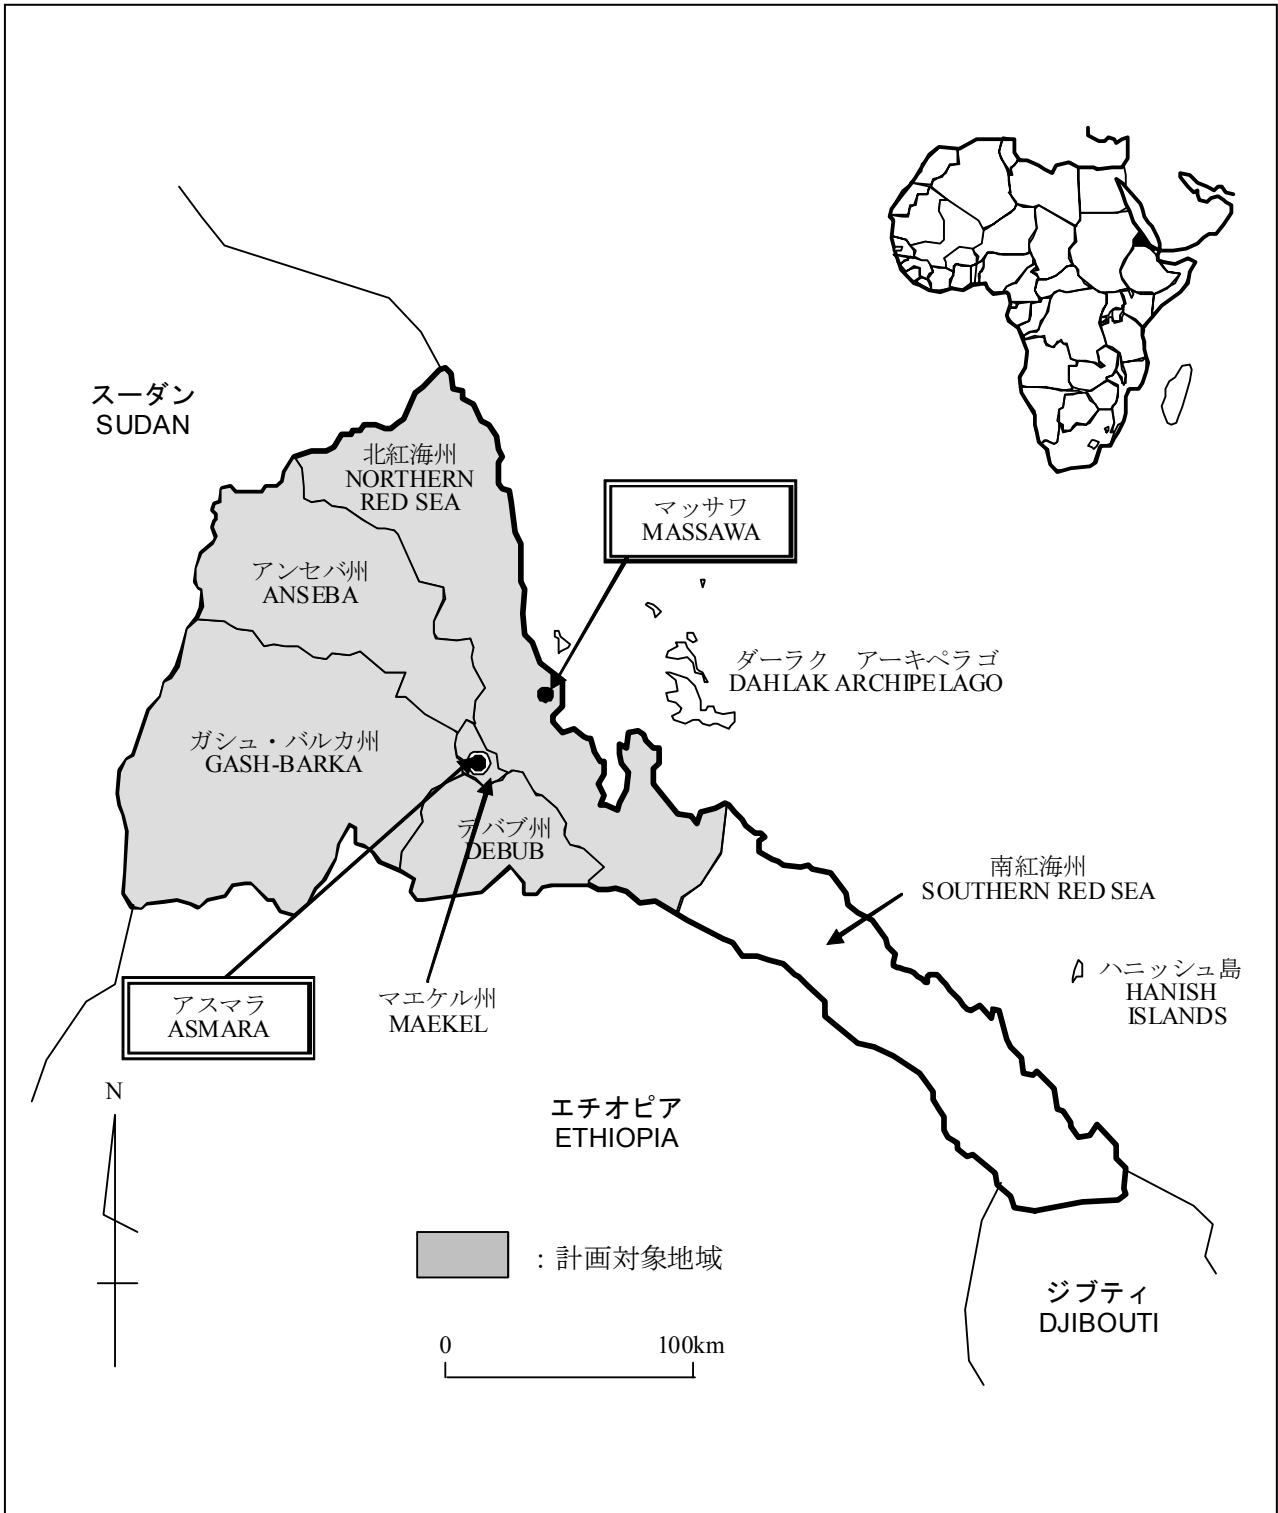 スーダン
SUDAN
北紅海州
NORTHERN
RED SEA
マッサワ
MASSAWA
アンセバ州
ANSEBA
ダーラク　アーキペラゴ
DAHLAK ARCHIPELAGO
ガシュ・バルカ州
GASH-BARKA
デバブ州
DEBUB
南紅海州
SOUTHERN RED SEA
ハニッシュ島
HANISH
ISLANDS
アスマラ
ASMARA
マエケル州
MAEKEL
N
エチオピア
ETHIOPIA
：計画対象地域
ジブティ
DJIBOUTI
0 100km